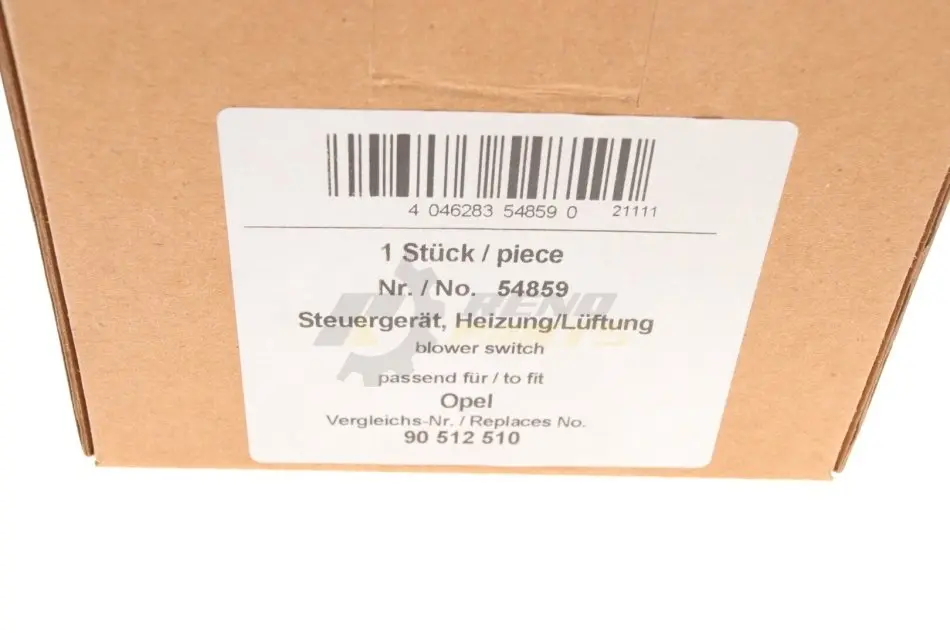 4 046283 54859 0 21111
1 Stück / piece
Nr. / No. 54859
Steuergerät, Heizung/Lüftung
blower switch
passend für / to fit
Opel
Vergleichs-Nr. / Replaces No.
90 512 510